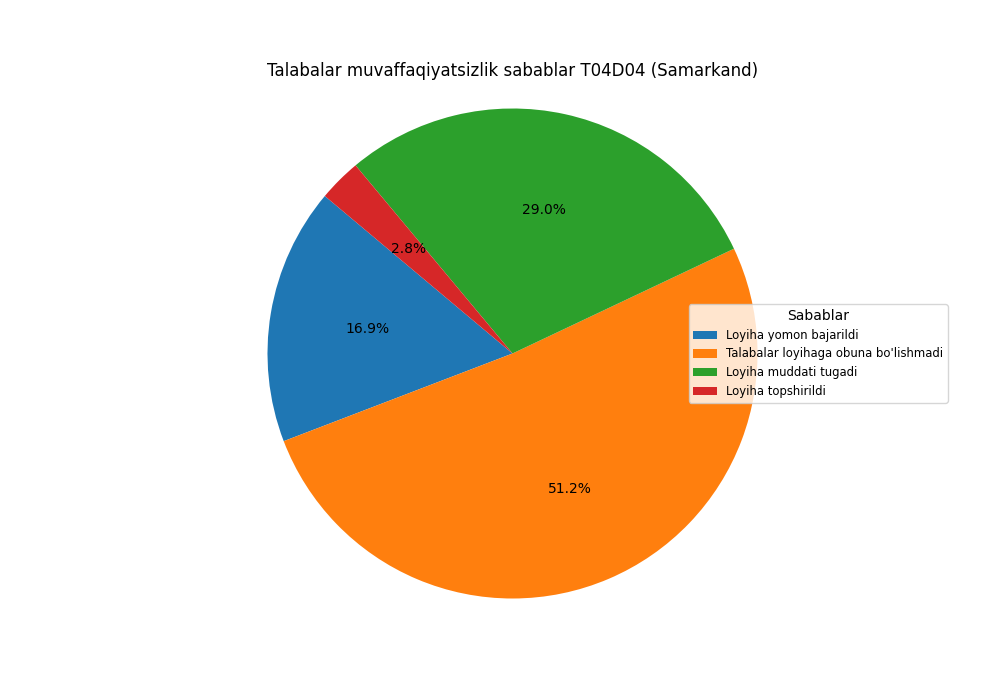 Talabalar muvaffaqiyatsizlik sabablar T04D04 (Samarkand)
29.0%
2.8%
16.9%
51.2%
Sabablar
Loyiha yomon bajarildi
Talabalar loyihaga obuna bo'lishmadi
Loyiha muddati tugadi
Loyiha topshirildi